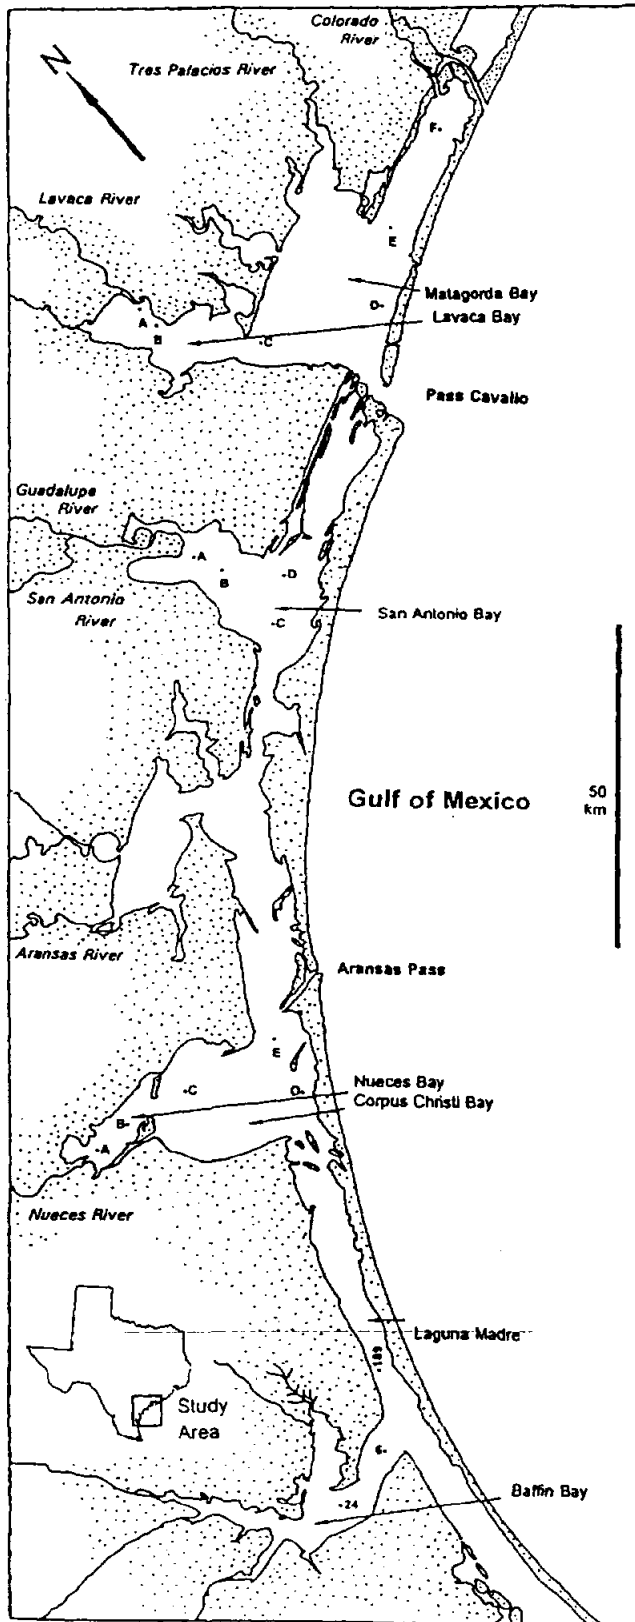 Colorado
River
Tres Palacios River
N
F
Lavaca River
E
Matagorda Bay
D
A
Lavaca Bay
B
C
Pass Cavallo
Guadalupe
River
A
B
D
San Antonio
River
San Antonio Bay
C
B
Gulf of Mexico
50
km
Aransas River
Aransas Pass
E
Nueces Bay
C
D
Corpus Christi Bay
B
A
Nueces River
Laguna Madre
189
Study
Area
6
24
Baffin Bay